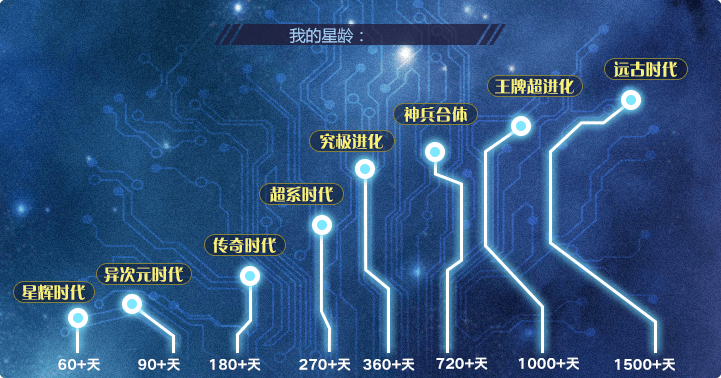 我的星龄：
远古时代
王牌超进化
神兵合体
究极进化
超系时代
传奇时代
异次元时代
星辉时代
60+天 90+天 180+天 270+天 360+天 720+天 1000+天 1500+天